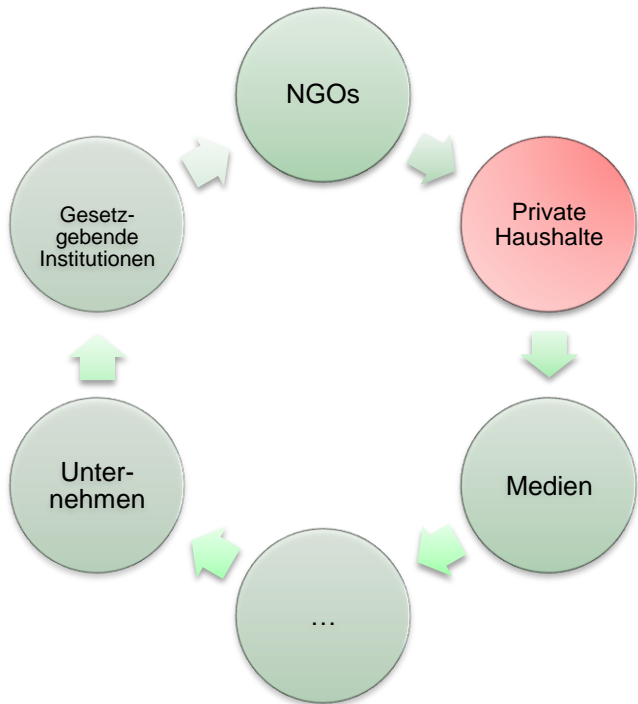 NGOs
Private
Haushalte
Medien
...
Unter-
nehmen
Gesetz-
gebende
Institutionen